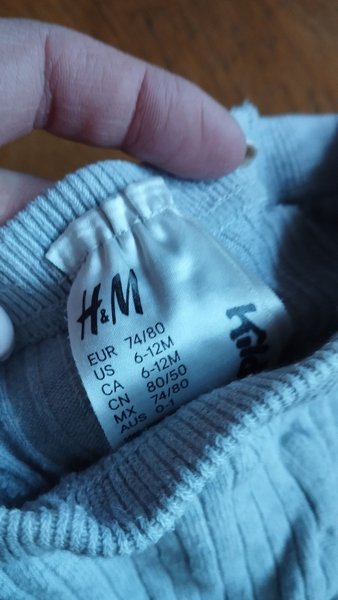 H&M
EUR 74/80
US 6-12M
CA 6-12M
CN 80/50
MX 74/80
AUS 0-1